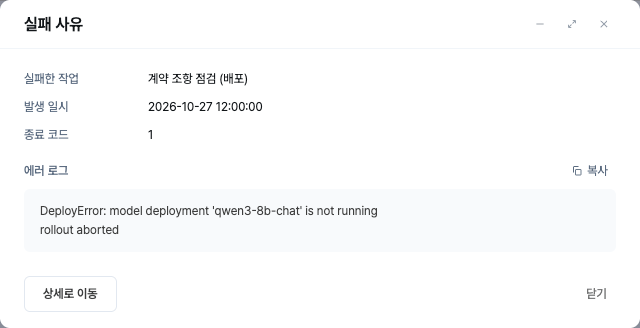 실패 사유
실패한 작업 계약 조항 점검 (배포)
발생 일시 2026-10-27 12:00:00
종료 코드 1
에러 로그 복사
DeployError: model deployment 'qwen3-8b-chat' is not running
rollout aborted
상세로 이동 닫기